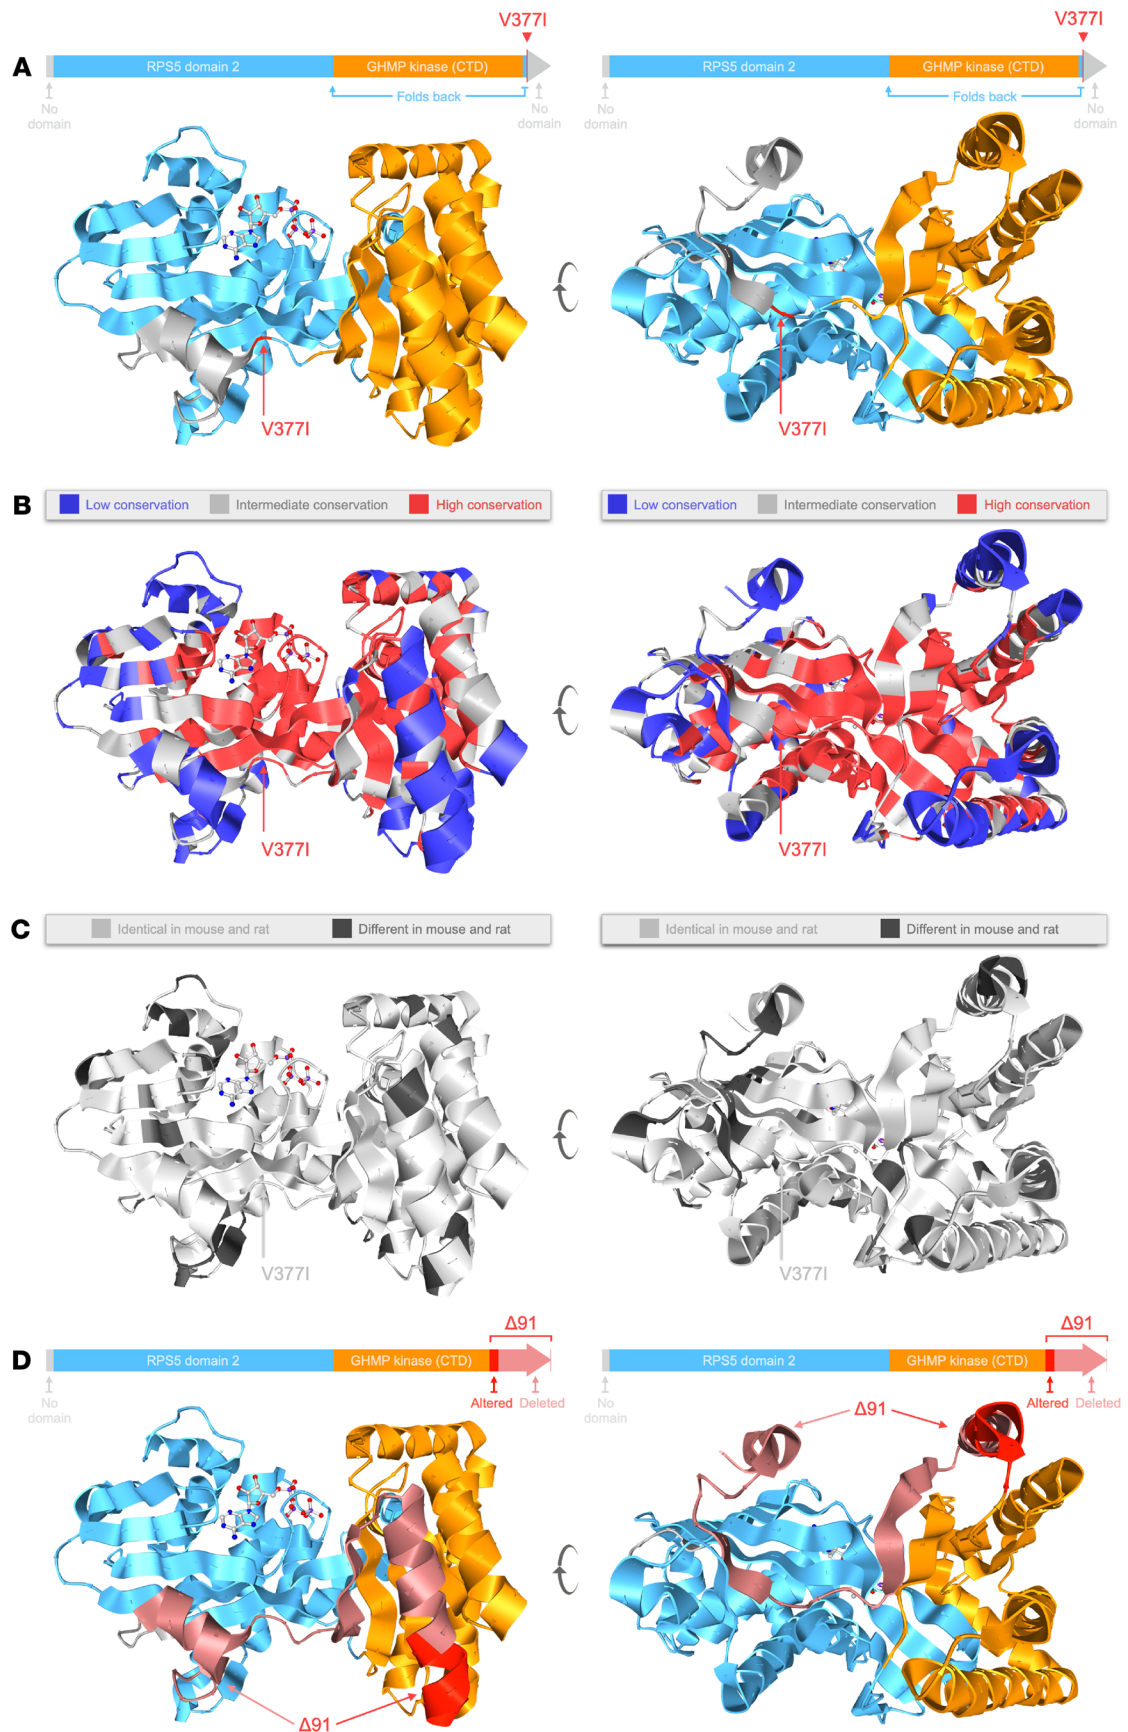 V377I V377I
A RPS5 domain 2 GHMP kinase (CTD) RPS5 domain 2 GHMP kinase (CTD)
Folds back Folds back
No No No No
domain domain domain domain
V377I V377I
B Low conservation Intermediate conservation High conservation Low conservation Intermediate conservation High conservation
V377I V377I
C Identical in mouse and rat Different in mouse and rat Identical in mouse and rat Different in mouse and rat
V377I V377I
Δ91 Δ91
D RPS5 domain 2 GHMP kinase (CTD) RPS5 domain 2 GHMP kinase (CTD)
No Altered Deleted No Altered Deleted
domain domain
Δ91
Δ91